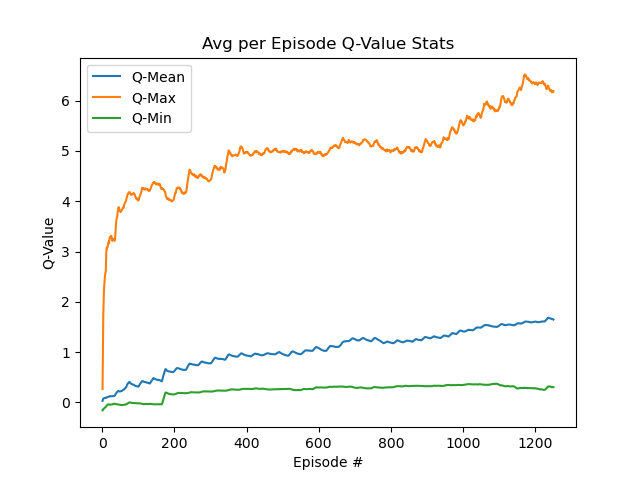 Avg per Episode Q-Value Stats
Q-Mean
Q-Max
Q-Min
Q-Value
6
5
4
3
2
1
0
0 200 400 600 800 1000 1200
Episode #